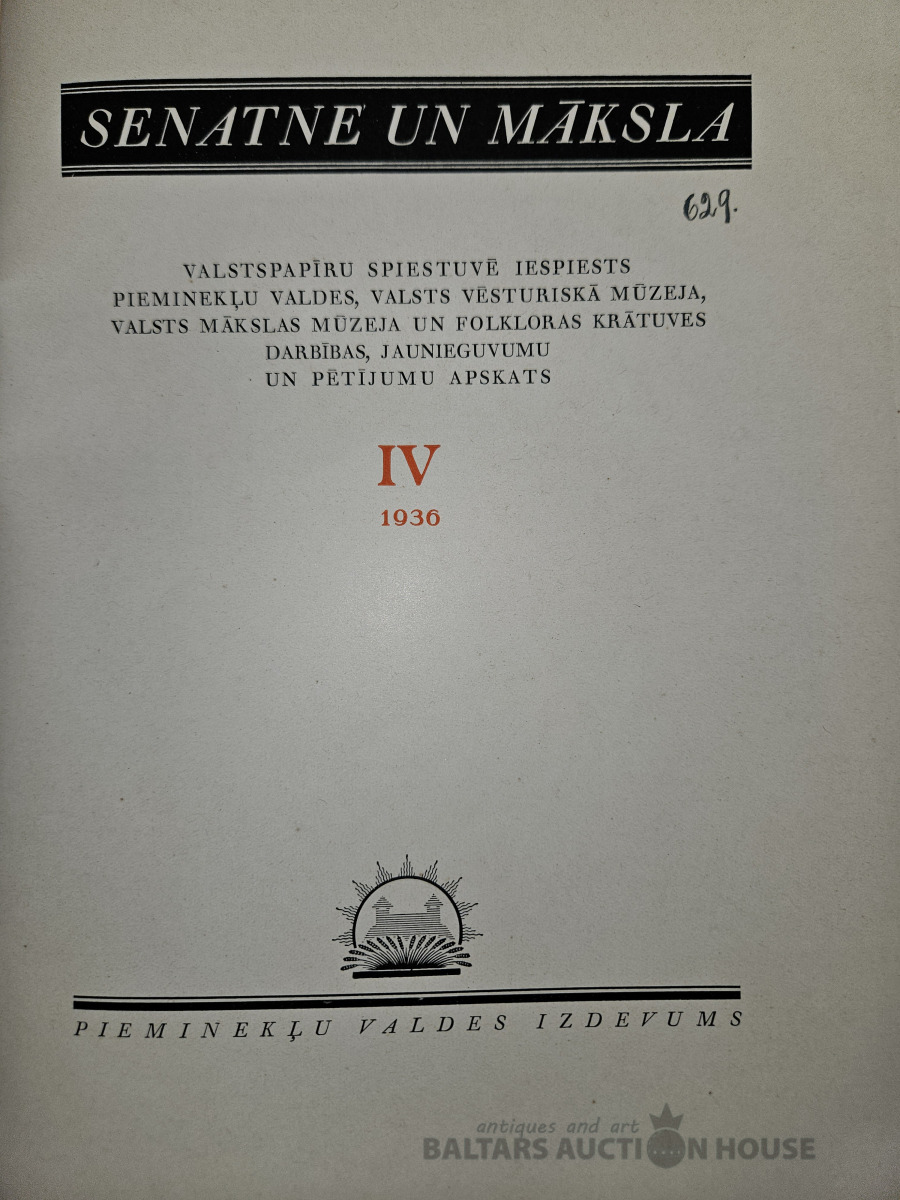 SENATNE UN MĀKSLA
629.
VALSTSPAPĪRU SPIESTUVĒ IESPIESTS
PIEMINEKĻU VALDES, VALSTS VĒSTURISKĀ MŪZEJA,
VALSTS MĀKSLAS MŪZEJA UN FOLKLORAS KRĀTUVES
DARBĪBAS, JAUNIEGUVUMU
UN PĒTĪJUMU APSKATS
IV
1936
PIEMINEKĻU VALDES IZDEVUMS
antiques and art
BALTARS AUCTION HOUSE